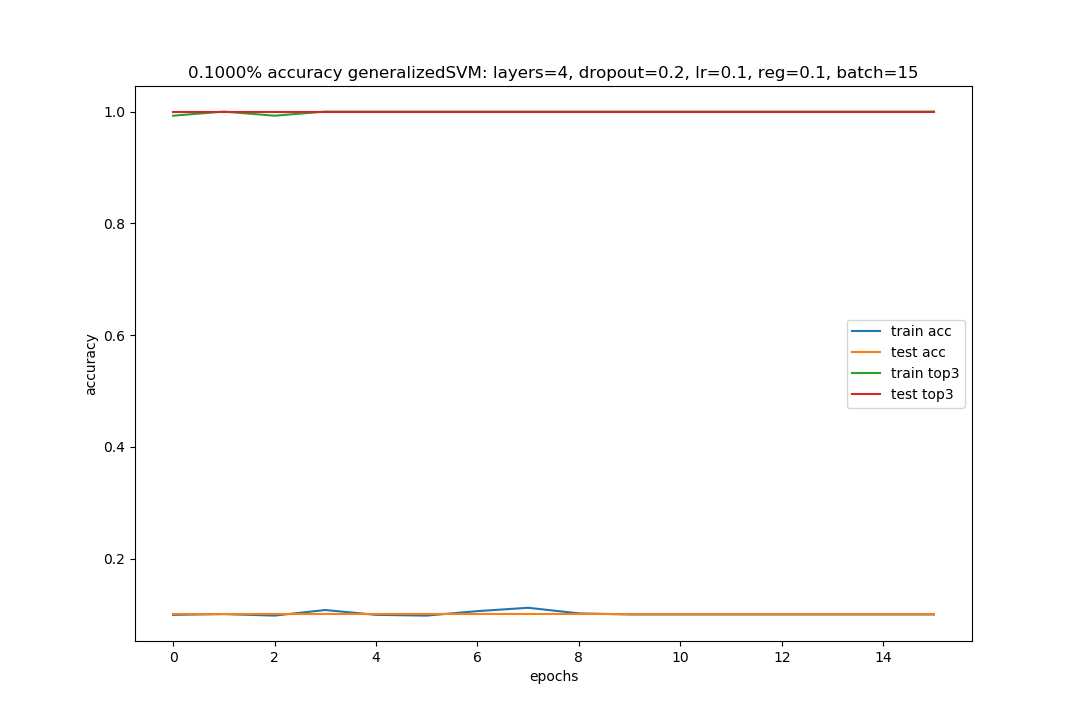 0.1000% accuracy generalizedSVM: layers=4, dropout=0.2, lr=0.1, reg=0.1, batch=15
1.0
0.8
0.6
0.4
0.2
accuracy
train acc
test acc
train top3
test top3
0 2 4 6 8 10 12 14
epochs